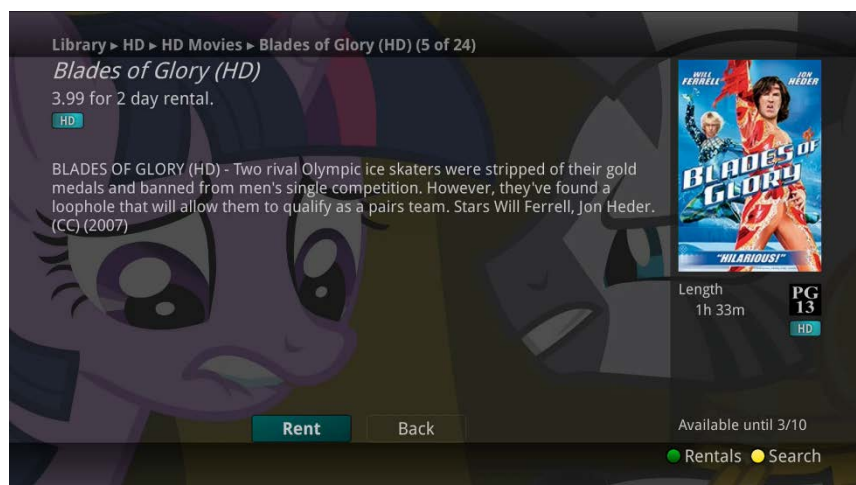 Library ▸ HD ▸ HD Movies ▸ Blades of Glory (HD) (5 of 24)
Blades of Glory (HD)
3.99 for 2 day rental.
HD
BLADES OF GLORY (HD) - Two rival Olympic ice skaters were stripped of their gold
medals and banned from men's single competition. However, they've found a
loophole that will allow them to qualify as a pairs team. Stars Will Ferrell, Jon Heder.
(CC) (2007)
WILL FERRELL
JON HEDER
BLADES OF
GLORY
"HILARIOUS!"
Length
1h 33m
PG
13
HD
Rent
Back
Available until 3/10
Rentals
Search